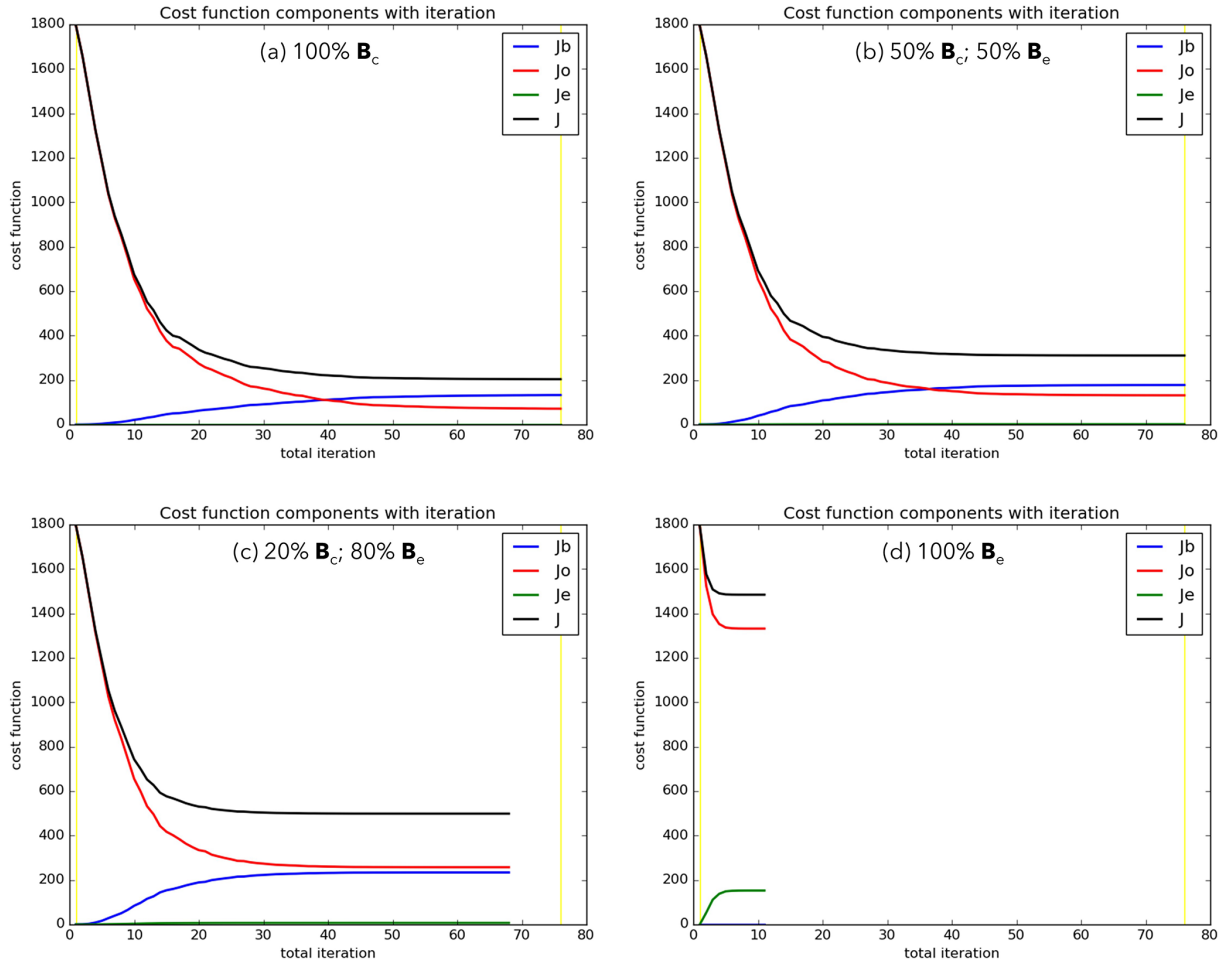 Cost function components with iteration
(a) 100% Bc
Jb
Jo
Je
J
cost function
1800
1600
1400
1200
1000
800
600
400
200
0
0 10 20 30 40 50 60 70 80
total iteration
Cost function components with iteration
(b) 50% Bc; 50% Be
Jb
Jo
Je
J
cost function
1800
1600
1400
1200
1000
800
600
400
200
0
0 10 20 30 40 50 60 70 80
total iteration
Cost function components with iteration
(c) 20% Bc; 80% Be
Jb
Jo
Je
J
cost function
1800
1600
1400
1200
1000
800
600
400
200
0
0 10 20 30 40 50 60 70 80
total iteration
Cost function components with iteration
(d) 100% Be
Jb
Jo
Je
J
cost function
1800
1600
1400
1200
1000
800
600
400
200
0
0 10 20 30 40 50 60 70 80
total iteration